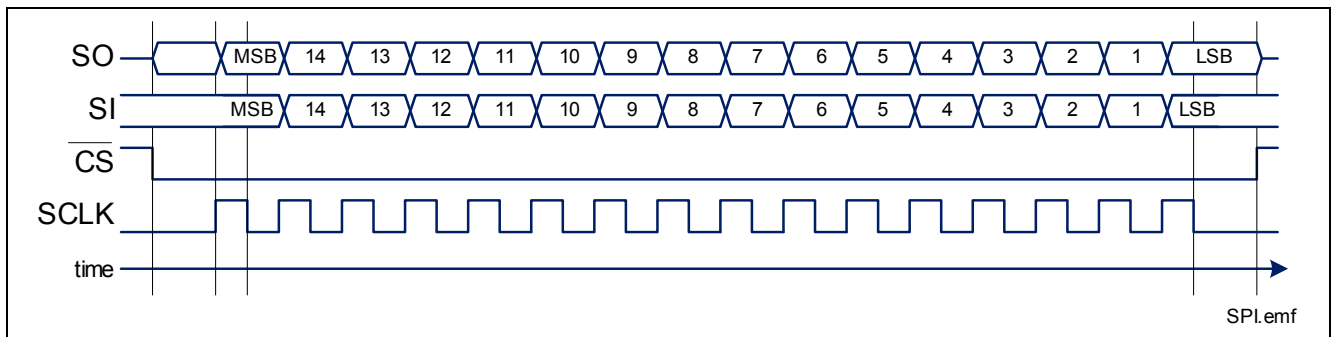 SO MSB 14 13 12 11 10 9 8 7 6 5 4 3 2 1 LSB
SI MSB 14 13 12 11 10 9 8 7 6 5 4 3 2 1 LSB
CS
SCLK
time
SPI.emf